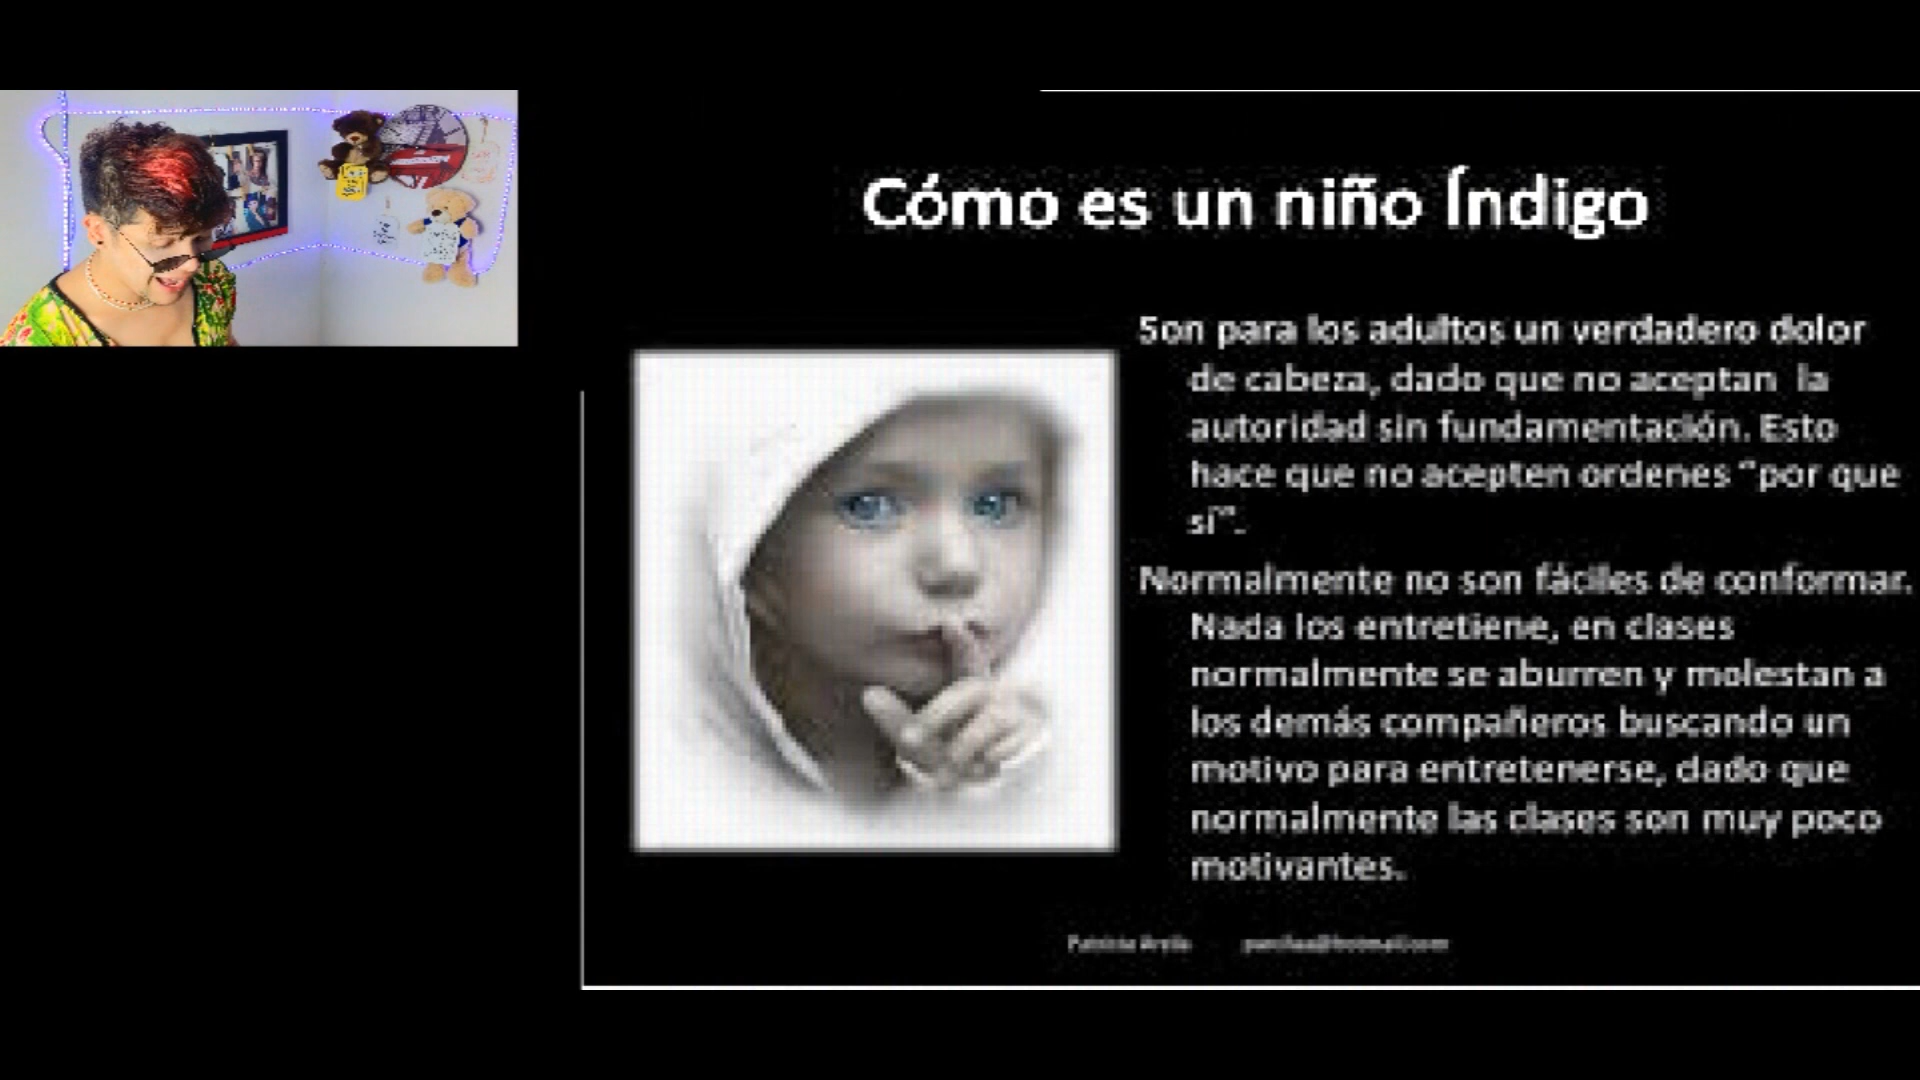 Cómo es un niño Índigo
Son para los adultos un verdadero dolor
de cabeza, dado que no aceptan la
autoridad sin fundamentación. Esto
hace que no acepten ordenes "por que
sí".
Normalmente no son fáciles de conformar.
Nada los entretiene, en clases
normalmente se aburren y molestan a
los demás compañeros buscando un
motivo para entretenerse, dado que
normalmente las clases son muy poco
motivantes.